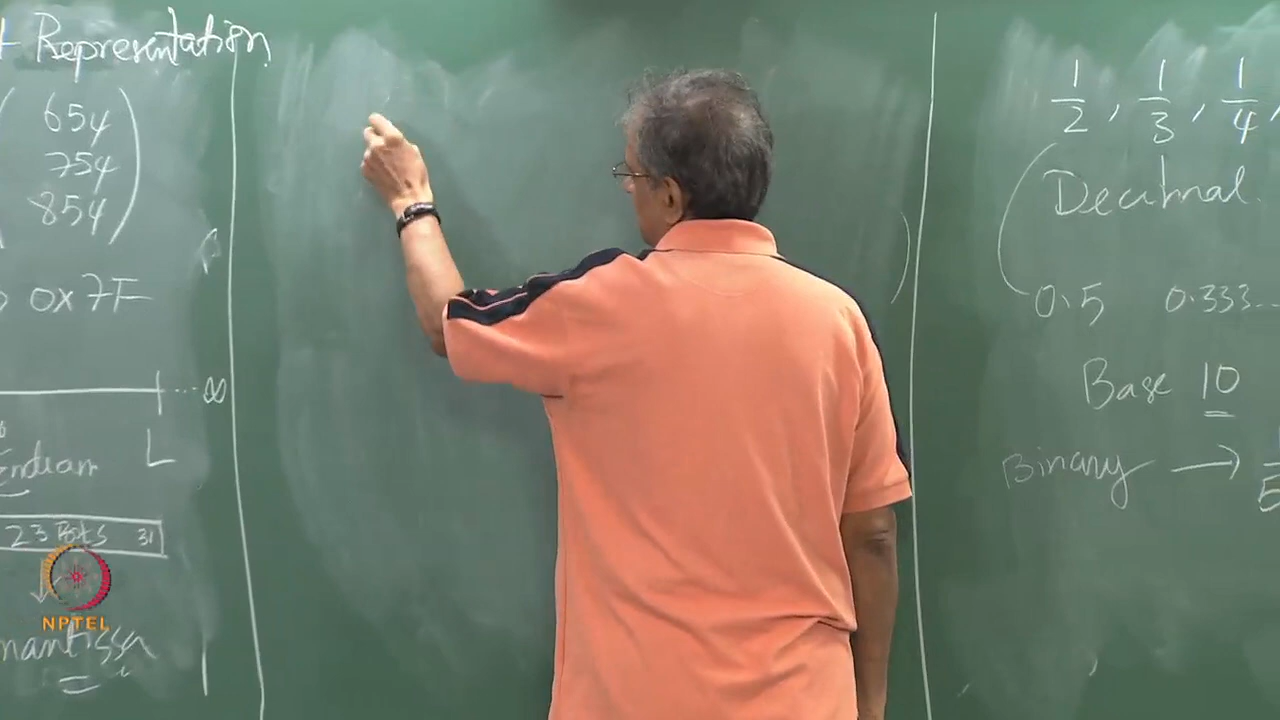 Representation
654
754
854
0x7F
∞
Endian L
23 Bits 31
NPTEL
mantissa
1/2, 1/3, 1/4,
Decimal
0.5 0.333...
Base 10
Binary →